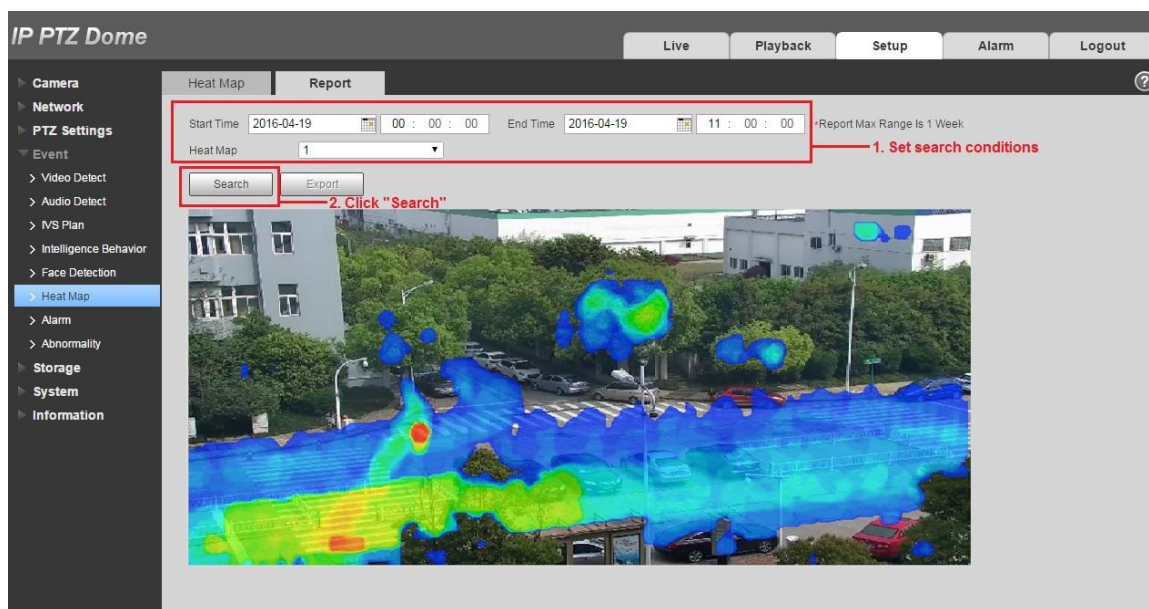 IP PTZ Dome
Live Playback Setup Alarm Logout
Camera
Network
PTZ Settings
Event
> Video Detect
> Audio Detect
> IVS Plan
> Intelligence Behavior
> Face Detection
> Heat Map
> Alarm
> Abnormality
Storage
System
Information
Heat Map Report
?
Start Time 2016-04-19 00 : 00 : 00 End Time 2016-04-19 11 : 00 : 00 *Report Max Range Is 1 Week
Heat Map 1
1. Set search conditions
Search Export
2. Click "Search"